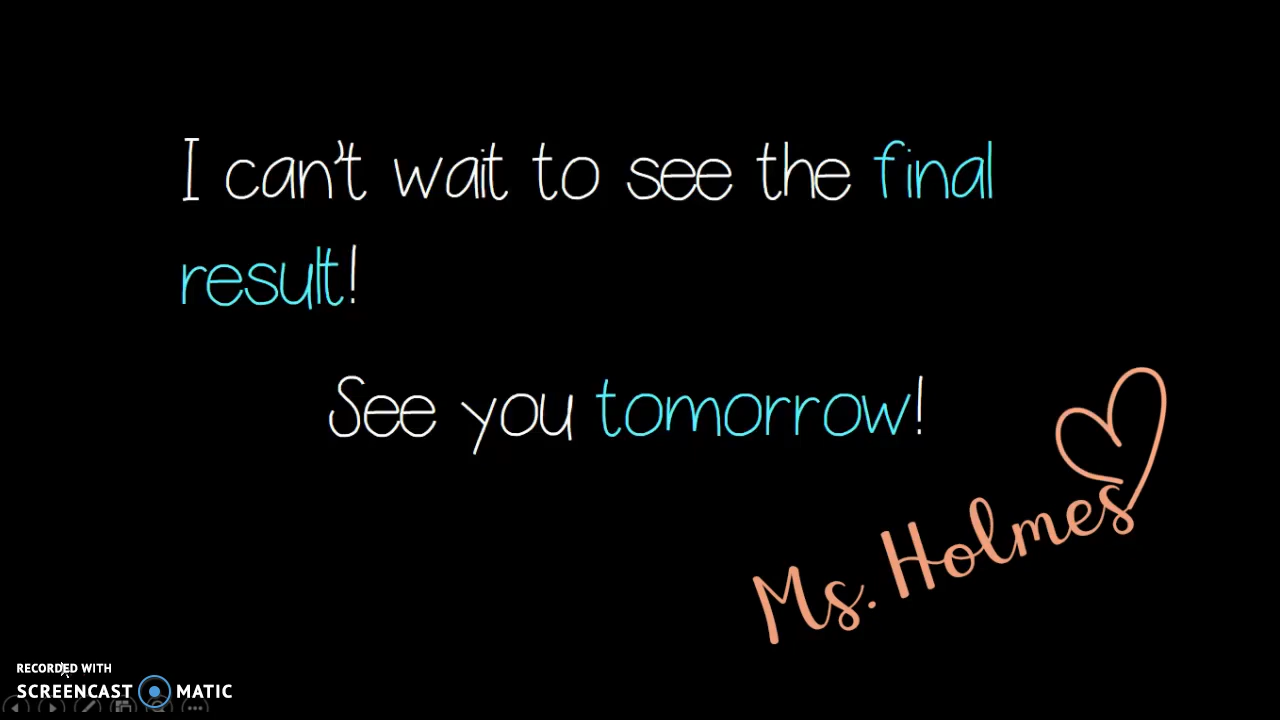 I can't wait to see the final
result!
See you tomorrow!
Ms. Holmes
RECORDED WITH
SCREENCAST MATIC